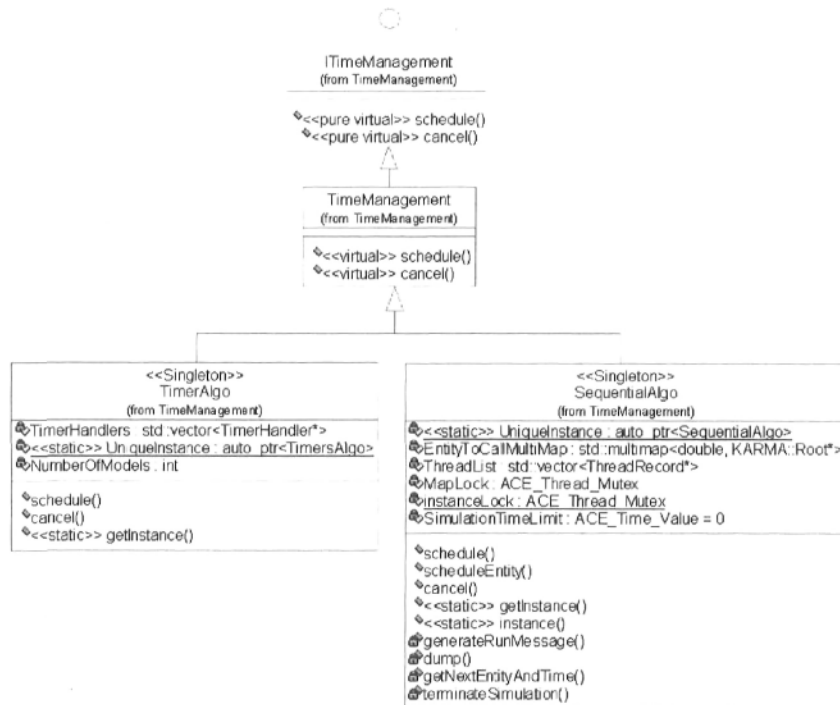 ITimeManagement
(from TimeManagement)
<<pure virtual>> schedule()
<<pure virtual>> cancel()
TimeManagement
(from TimeManagement)
<<virtual>> schedule()
<<virtual>> cancel()
<<Singleton>>
TimerAlgo
(from TimeManagement)
TimerHandlers std::vector<TimerHandler*>
<<static>> UniqueInstance : auto_ptr<TimersAlgo>
NumberOfModels : int
schedule()
cancel()
<<static>> getInstance()
<<Singleton>>
SequentialAlgo
(from TimeManagement)
<<static>> UniqueInstance : auto_ptr<SequentialAlgo>
EntityToCallMultiMap : std::multimap<double, KARMA::Root*>
ThreadList std::vector<ThreadRecord*>
MapLock : ACE_Thread_Mutex
instanceLock : ACE_Thread_Mutex
SimulationTimeLimit : ACE_Time_Value = 0
schedule()
scheduleEntity()
cancel()
<<static>> getInstance()
<<static>> instance()
generateRunMessage()
dump()
getNextEntityAndTime()
terminateSimulation()